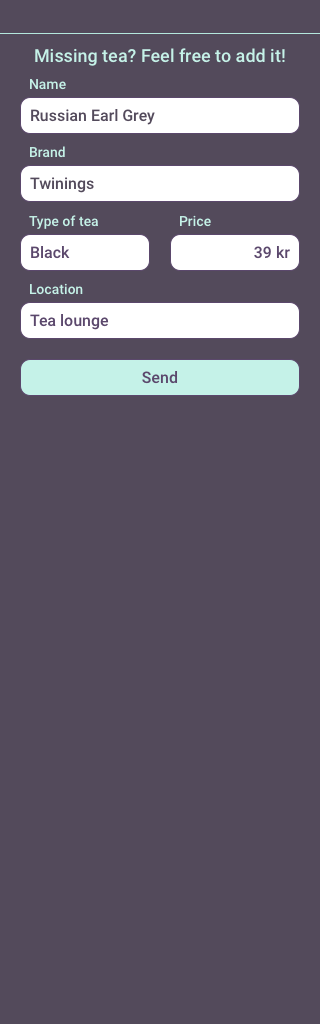 Missing tea? Feel free to add it!
Name
Russian Earl Grey
Brand
Twinings
Type of tea Price
Black 39 kr
Location
Tea lounge
Send